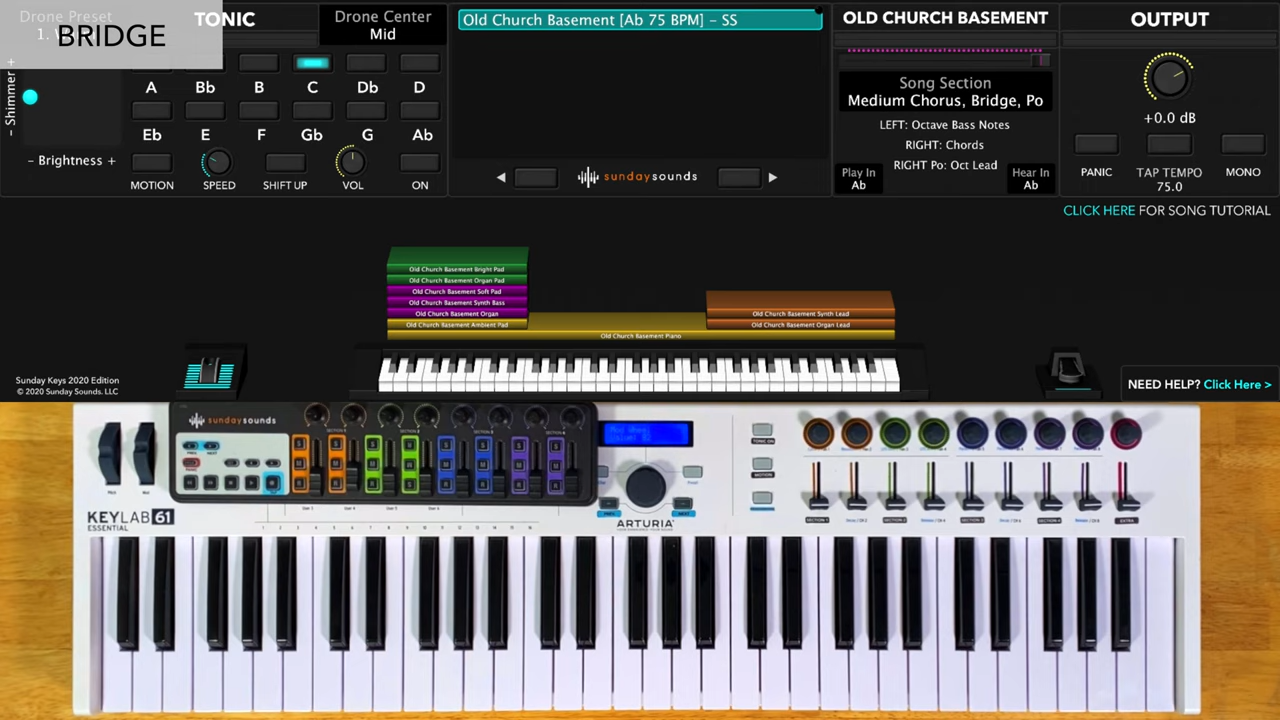 Drone Preset
1.
BRIDGE
TONIC
Drone Center
Mid
- Shimmer +
- Brightness +
A
Bb
B
C
Db
D
Eb
E
F
Gb
G
Ab
MOTION
SPEED
SHIFT UP
VOL
ON
Old Church Basement [Ab 75 BPM] - SS
sundaysounds
OLD CHURCH BASEMENT
Song Section
Medium Chorus, Bridge, Po
LEFT: Octave Bass Notes
RIGHT: Chords
RIGHT Po: Oct Lead
Play In
Ab
Hear In
Ab
OUTPUT
+0.0 dB
PANIC
TAP TEMPO
75.0
MONO
CLICK HERE FOR SONG TUTORIAL
Old Church Basement Bright Pad
Old Church Basement Organ Pad
Old Church Basement Soft Pad
Old Church Basement Synth Bass
Old Church Basement Organ
Old Church Basement Ambient Pad
Old Church Basement Synth Lead
Old Church Basement Organ Lead
Old Church Basement Piano
Sunday Keys 2020 Edition
© 2020 Sunday Sounds. LLC
NEED HELP? Click Here >
sundaysounds
KEYLAB 61
ESSENTIAL
ARTURIA